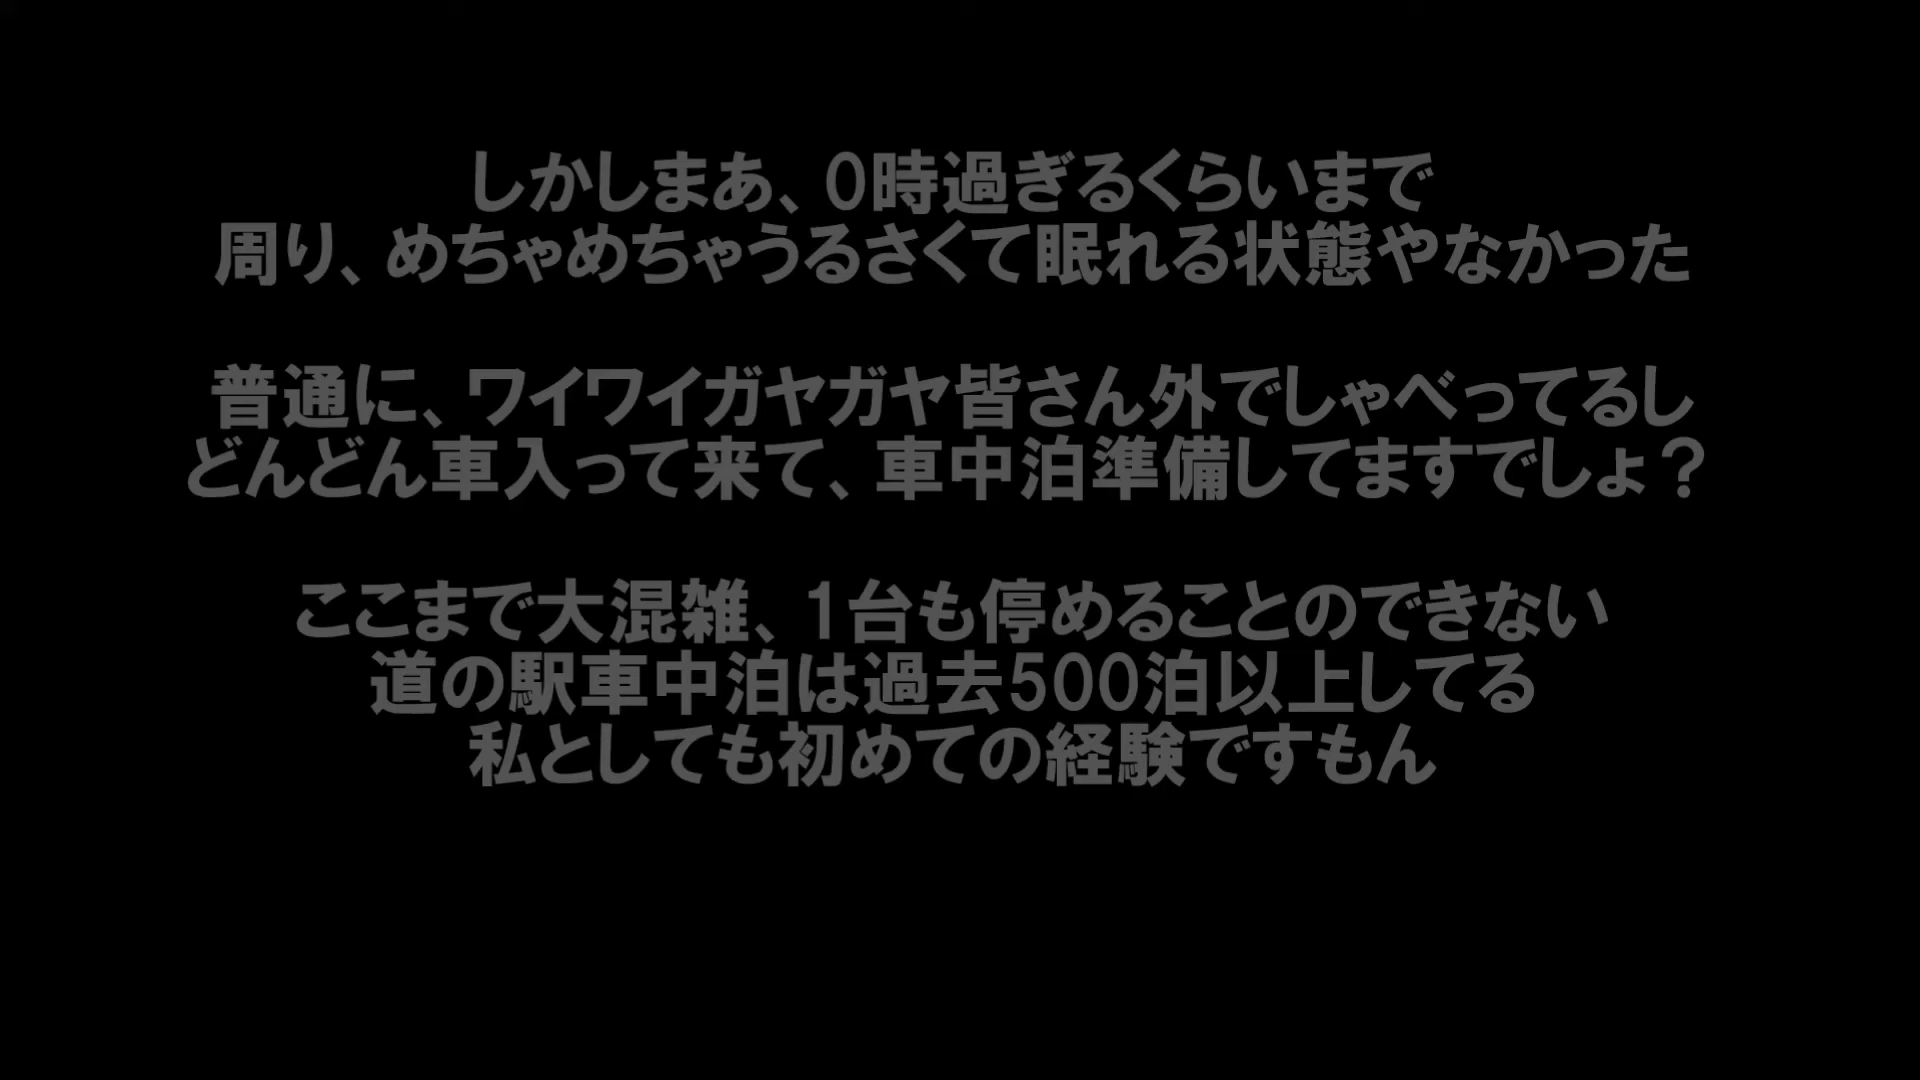 しかしまあ、0時過ぎるくらいまで
周り、めちゃめちゃうるさくて眠れる状態やなかった
普通に、ワイワイガヤガヤ皆さん外でしゃべってるし
どんどん車入って来て、車中泊準備してますでしょ？
ここまで大混雑、1台も停めることのできない
道の駅車中泊は過去500泊以上してる
私としても初めての経験ですもん